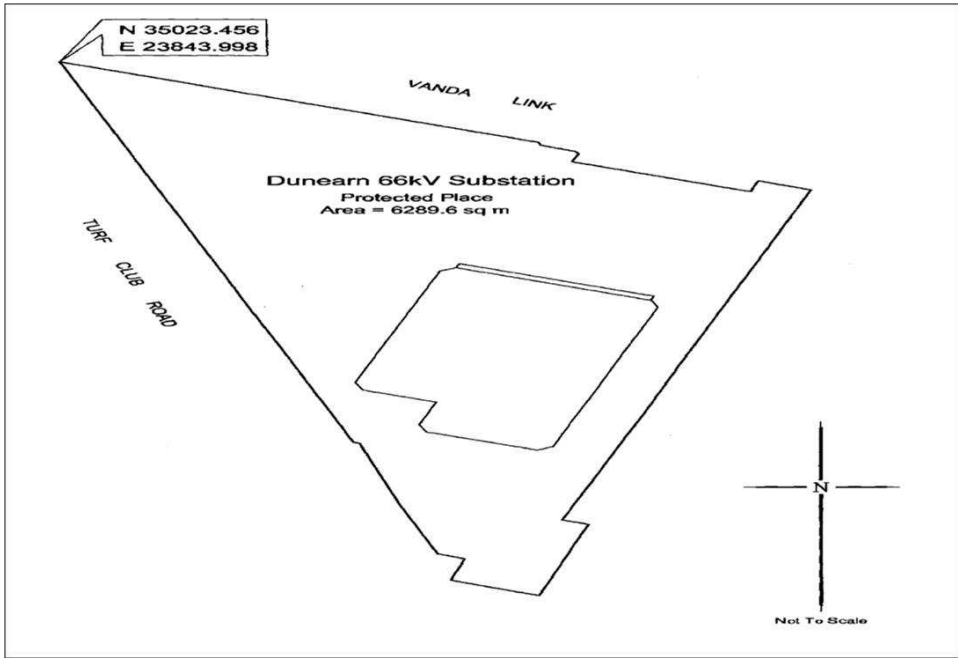 N 35023.456
E 23843.998
VANDA LINK
Dunearn 66kV Substation
Protected Place
Area = 6289.6 sq m
TURF CLUB ROAD
N
Not To Scale